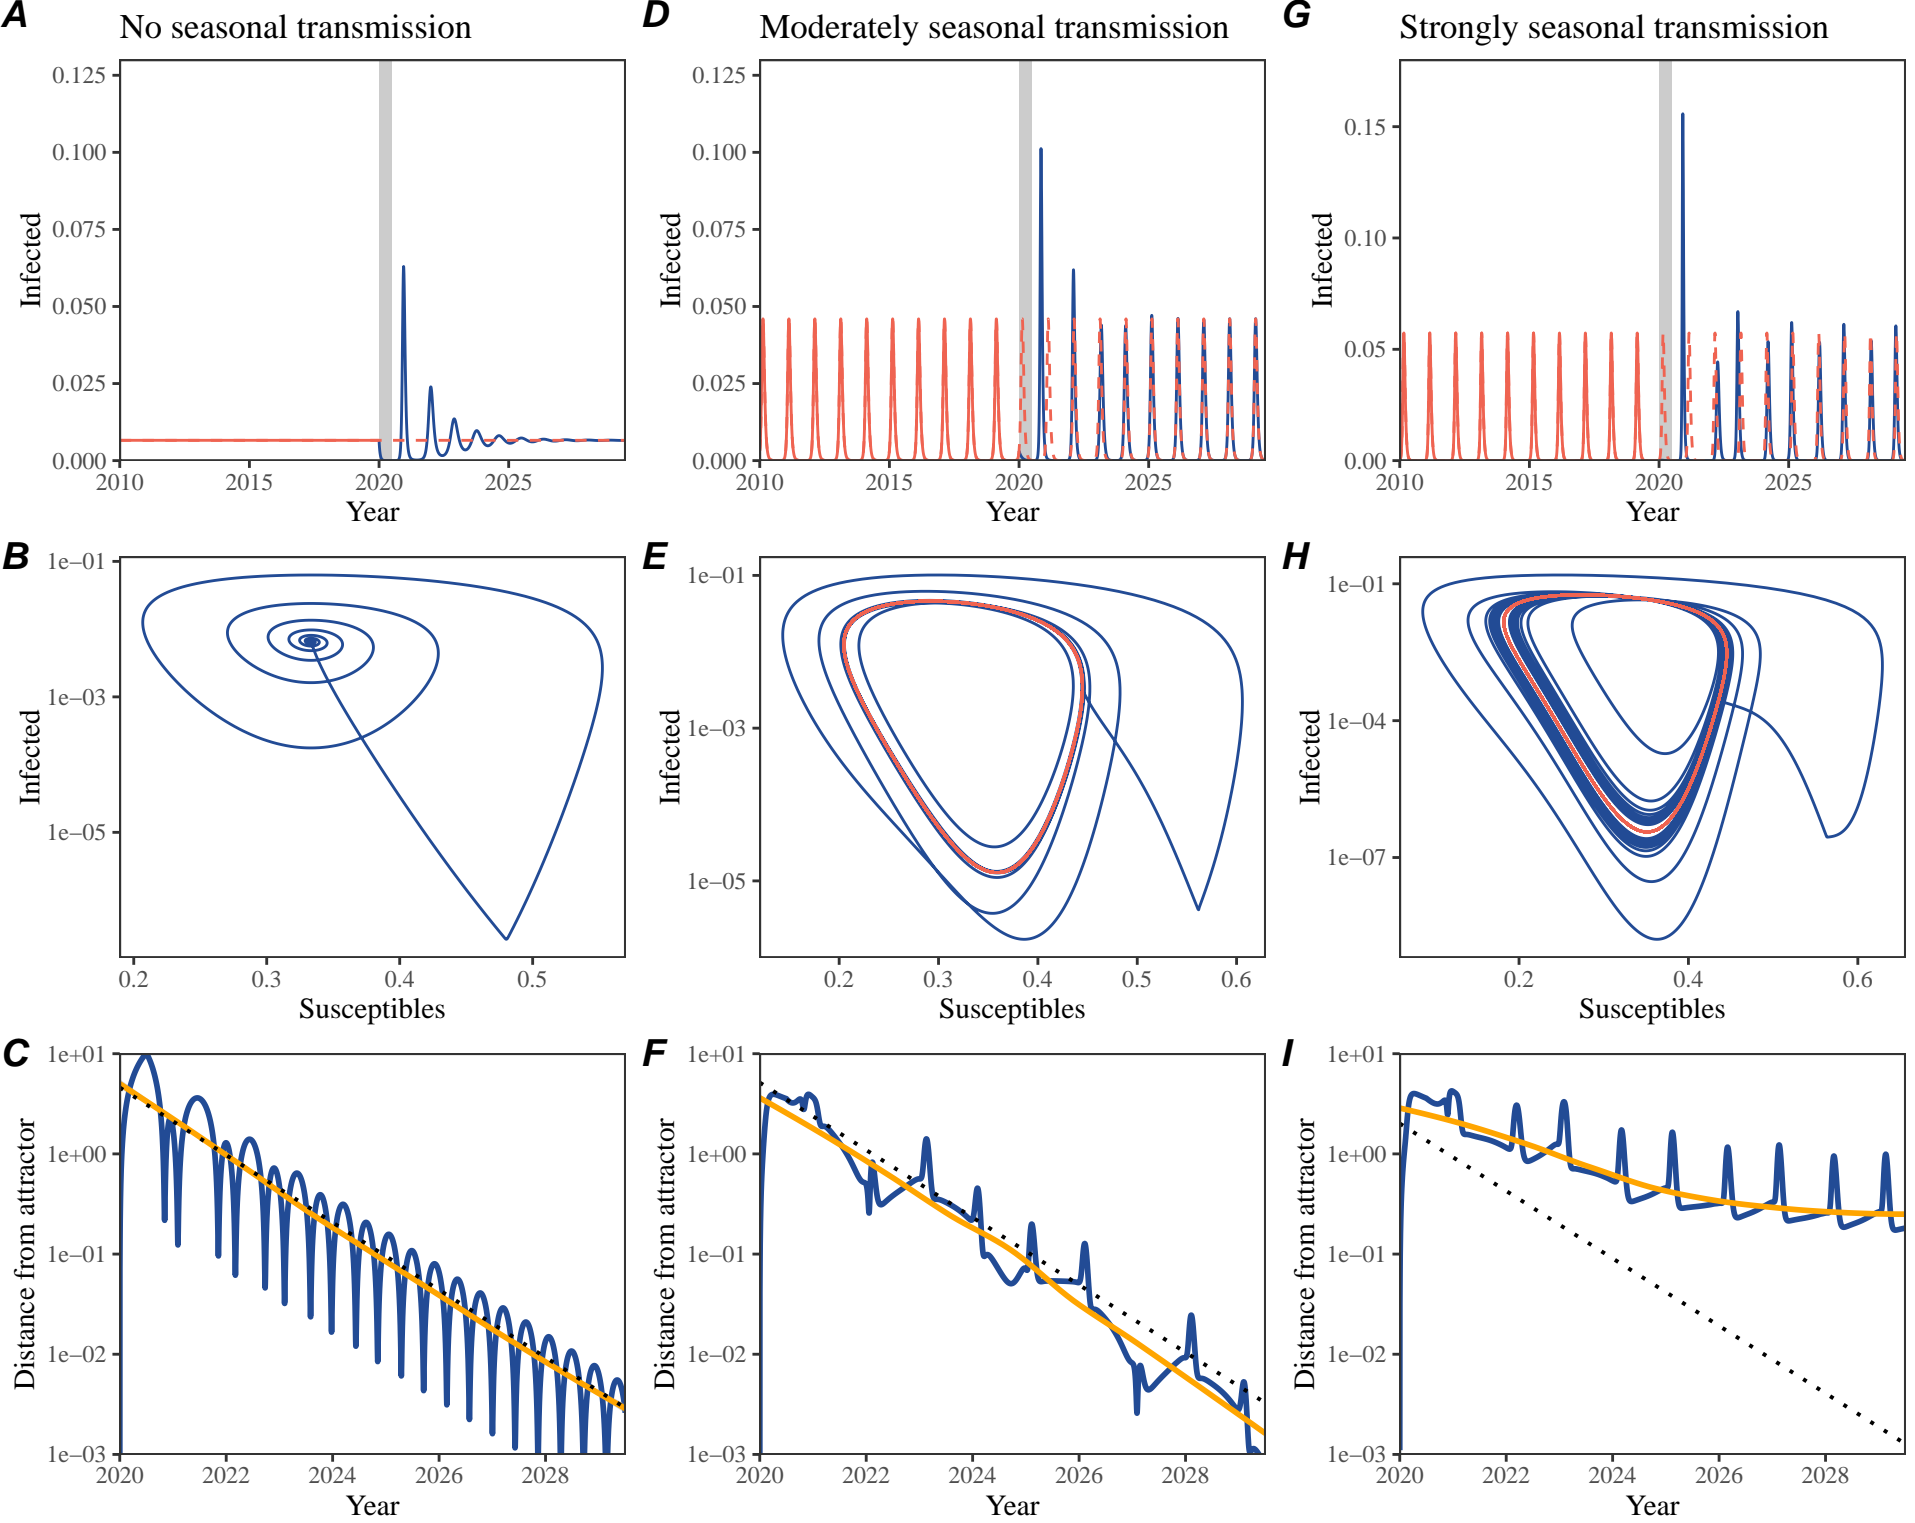 A
No seasonal transmission
0.125
0.100
0.075
0.050
0.025
0.000
Infected
2010 2015 2020 2025
Year
D
Moderately seasonal transmission
0.125
0.100
0.075
0.050
0.025
0.000
Infected
2010 2015 2020 2025
Year
G
Strongly seasonal transmission
0.15
0.10
0.05
0.00
Infected
2010 2015 2020 2025
Year
B
1e−01
1e−03
1e−05
Infected
0.2 0.3 0.4 0.5
Susceptibles
E
1e−01
1e−03
1e−05
Infected
0.2 0.3 0.4 0.5 0.6
Susceptibles
H
1e−01
1e−04
1e−07
Infected
0.2 0.4 0.6
Susceptibles
C
1e+01
1e+00
1e−01
1e−02
1e−03
Distance from attractor
2020 2022 2024 2026 2028
Year
F
1e+01
1e+00
1e−01
1e−02
1e−03
Distance from attractor
2020 2022 2024 2026 2028
Year
I
1e+01
1e+00
1e−01
1e−02
1e−03
Distance from attractor
2020 2022 2024 2026 2028
Year